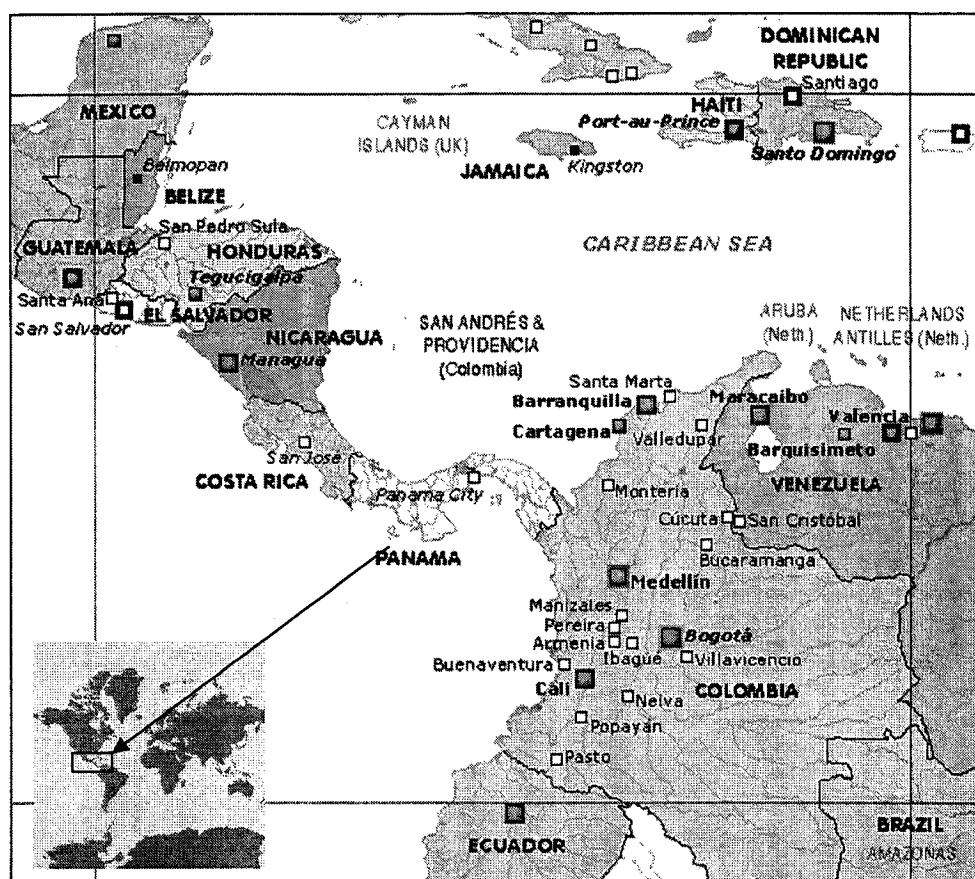 DOMINICAN
REPUBLIC
Santiago
MEXICO
HAITI
CAYMAN
ISLANDS (UK)
Port-au-Prince
Santo Domingo
Belmopan
JAMAICA
Kingston
BELIZE
San Pedro Sula
GUATEMALA
HONDURAS
CARIBBEAN SEA
Tegucigalpa
Santa Ana
EL SALVADOR
San Salvador
NICARAGUA
SAN ANDRÉS &
PROVIDENCIA
(Colombia)
ARUBA
(Neth.)
NETHERLANDS
ANTILLES (Neth.)
Managua
Santa Marta
Barranquilla
Maracaibo
Valencia
Cartagena
Valledupar
Barquisimeto
San José
COSTA RICA
VENEZUELA
Panama City
Montería
Cúcuta
San Cristóbal
PANAMA
Bucaramanga
Medellín
Manizales
Pereira
Armenia
Bogotá
Ibagué
Villavicencio
Buenaventura
Cali
COLOMBIA
Neiva
Popayán
Pasto
ECUADOR
BRAZIL
AMAZONAS